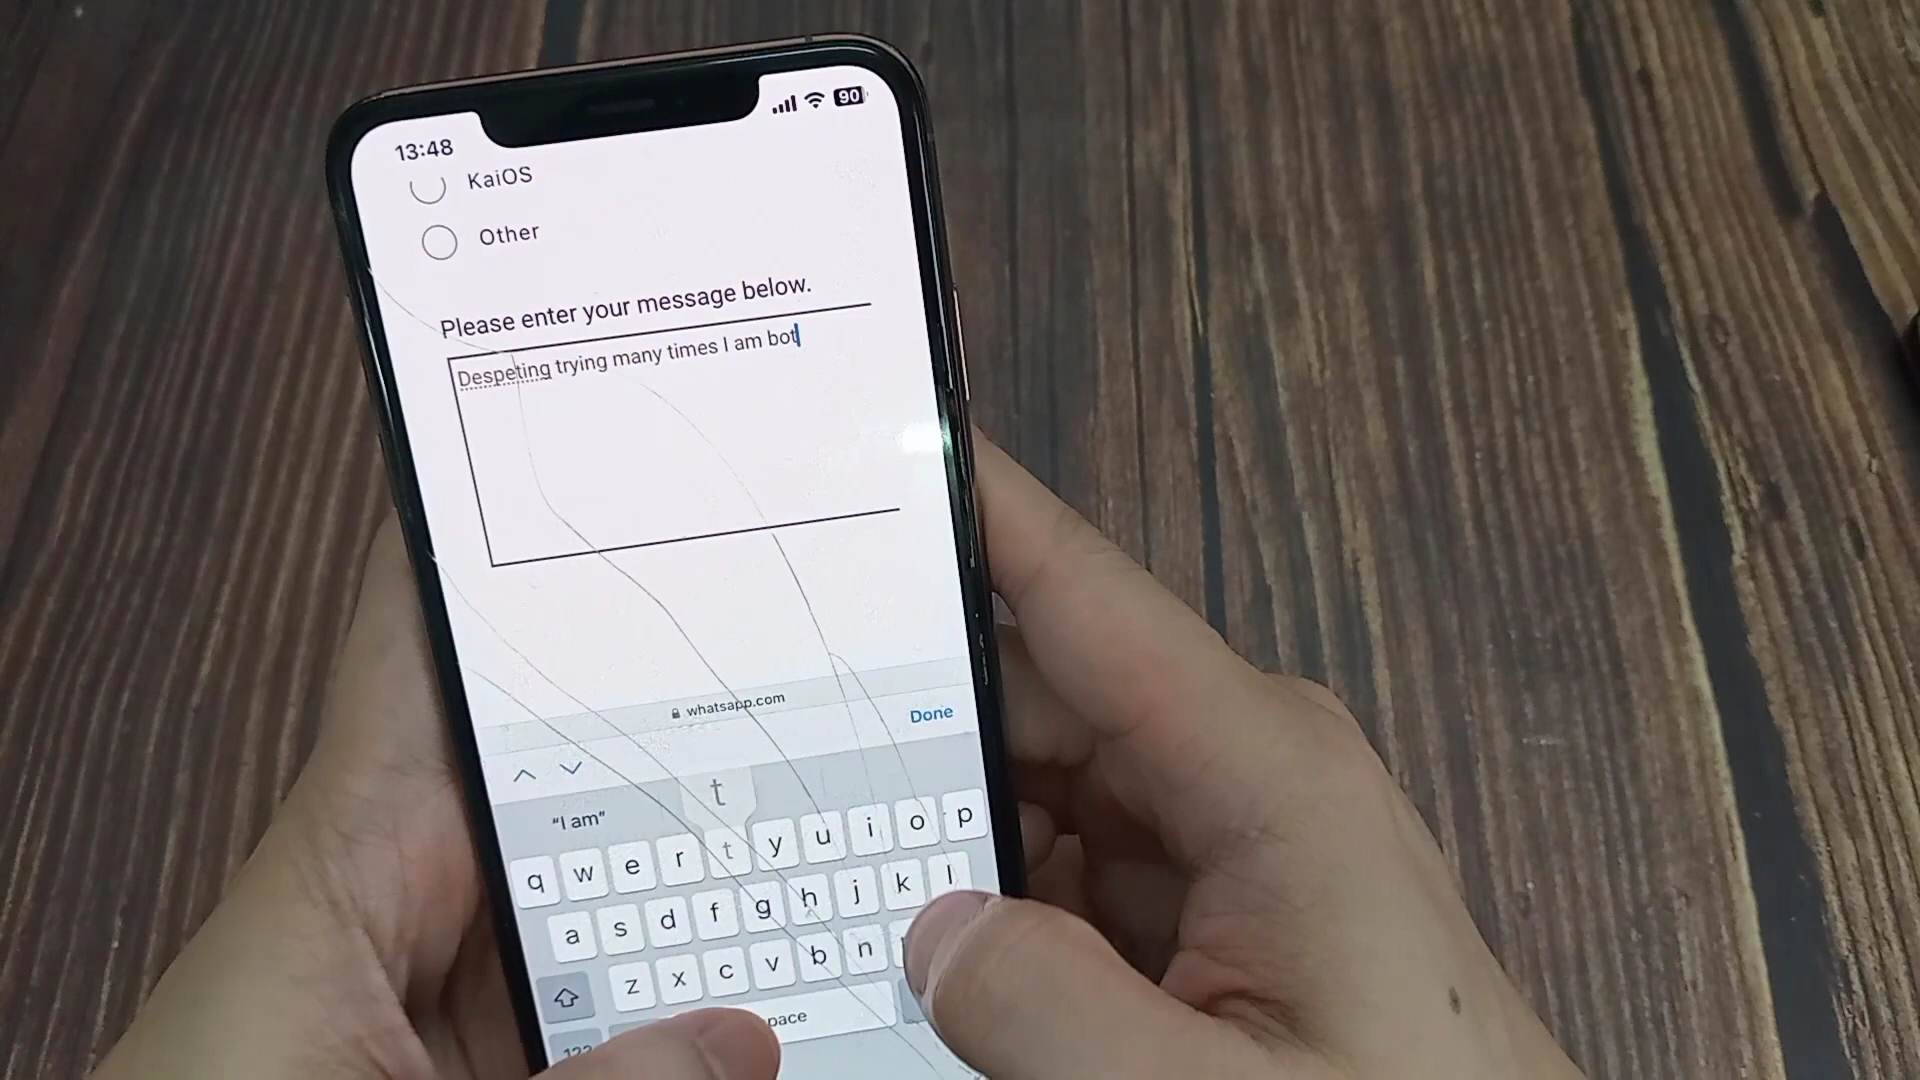 13:48 90
KaiOS
Other
Please enter your message below.
Despeting trying many times I am bot
whatsapp.com
Done
"I am" t
q w e r t y u i o p
a s d f g h j k l
z x c v b n
pace